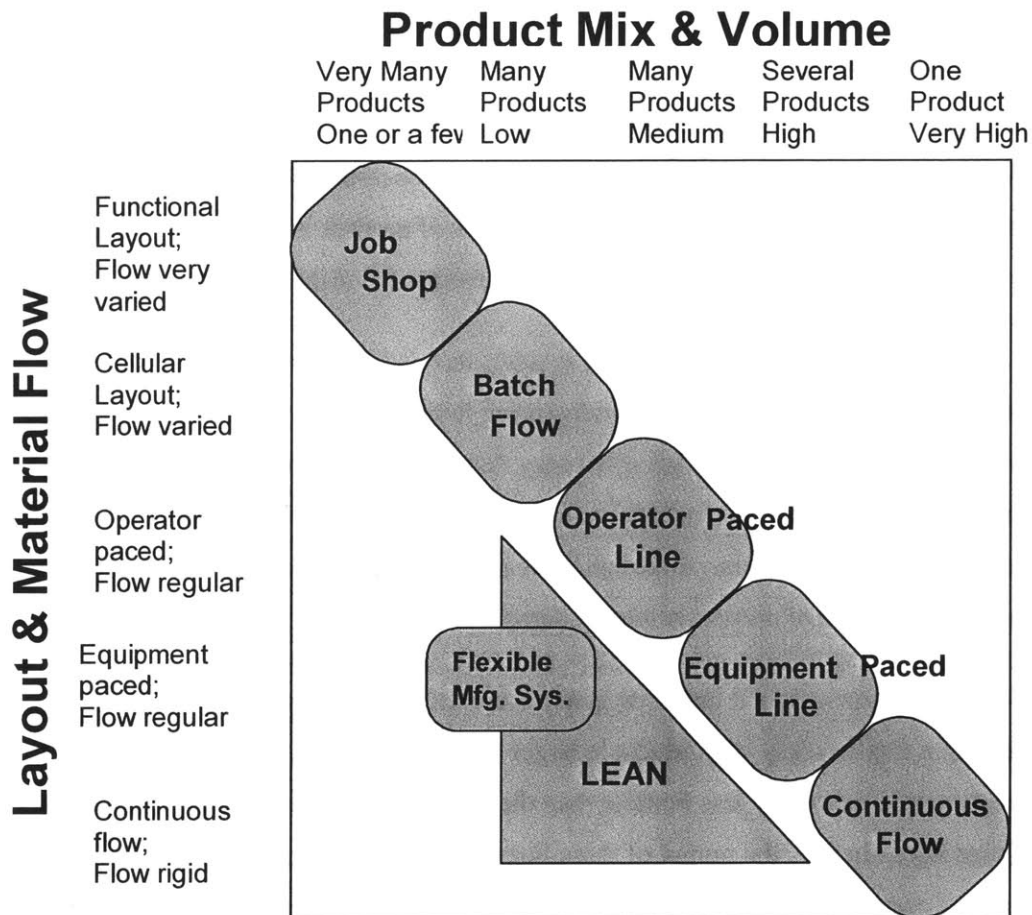 Product Mix & Volume
Very Many
Products
One or a few
Many
Products
Low
Many
Products
Medium
Several
Products
High
One
Product
Very High
Layout & Material Flow
Functional
Layout;
Flow very
varied
Cellular
Layout;
Flow varied
Operator
paced;
Flow regular
Equipment
paced;
Flow regular
Continuous
flow;
Flow rigid
Job
Shop
Batch
Flow
Operator Paced
Line
Equipment Paced
Line
Continuous
Flow
Flexible
Mfg. Sys.
LEAN